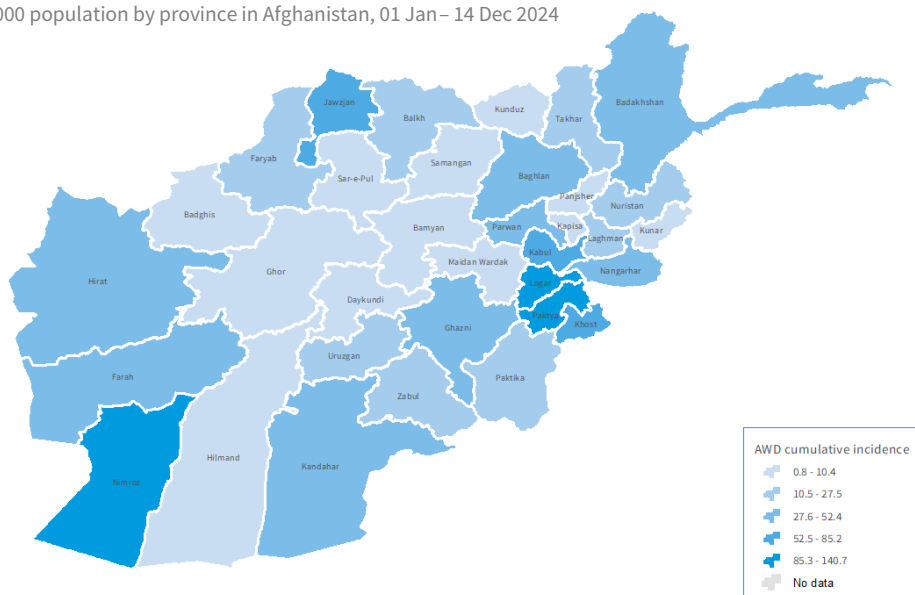 000 population by province in Afghanistan, 01 Jan– 14 Dec 2024
Jawzjan
Balkh
Kunduz
Takhar
Badakhshan
Faryab
Sar-e-Pul
Samangan
Baghlan
Panjsher
Nuristan
Badghis
Bamyan
Parwan
Kapisa
Laghman
Kunar
Kabul
Maidan Wardak
Nangarhar
Hirat
Ghor
Logar
Daykundi
Paktya
Khost
Ghazni
Uruzgan
Farah
Zabul
Paktika
Nimroz
Hilmand
Kandahar
AWD cumulative incidence
0.8 - 10.4
10.5 - 27.5
27.6 - 52.4
52.5 - 85.2
85.3 - 140.7
No data